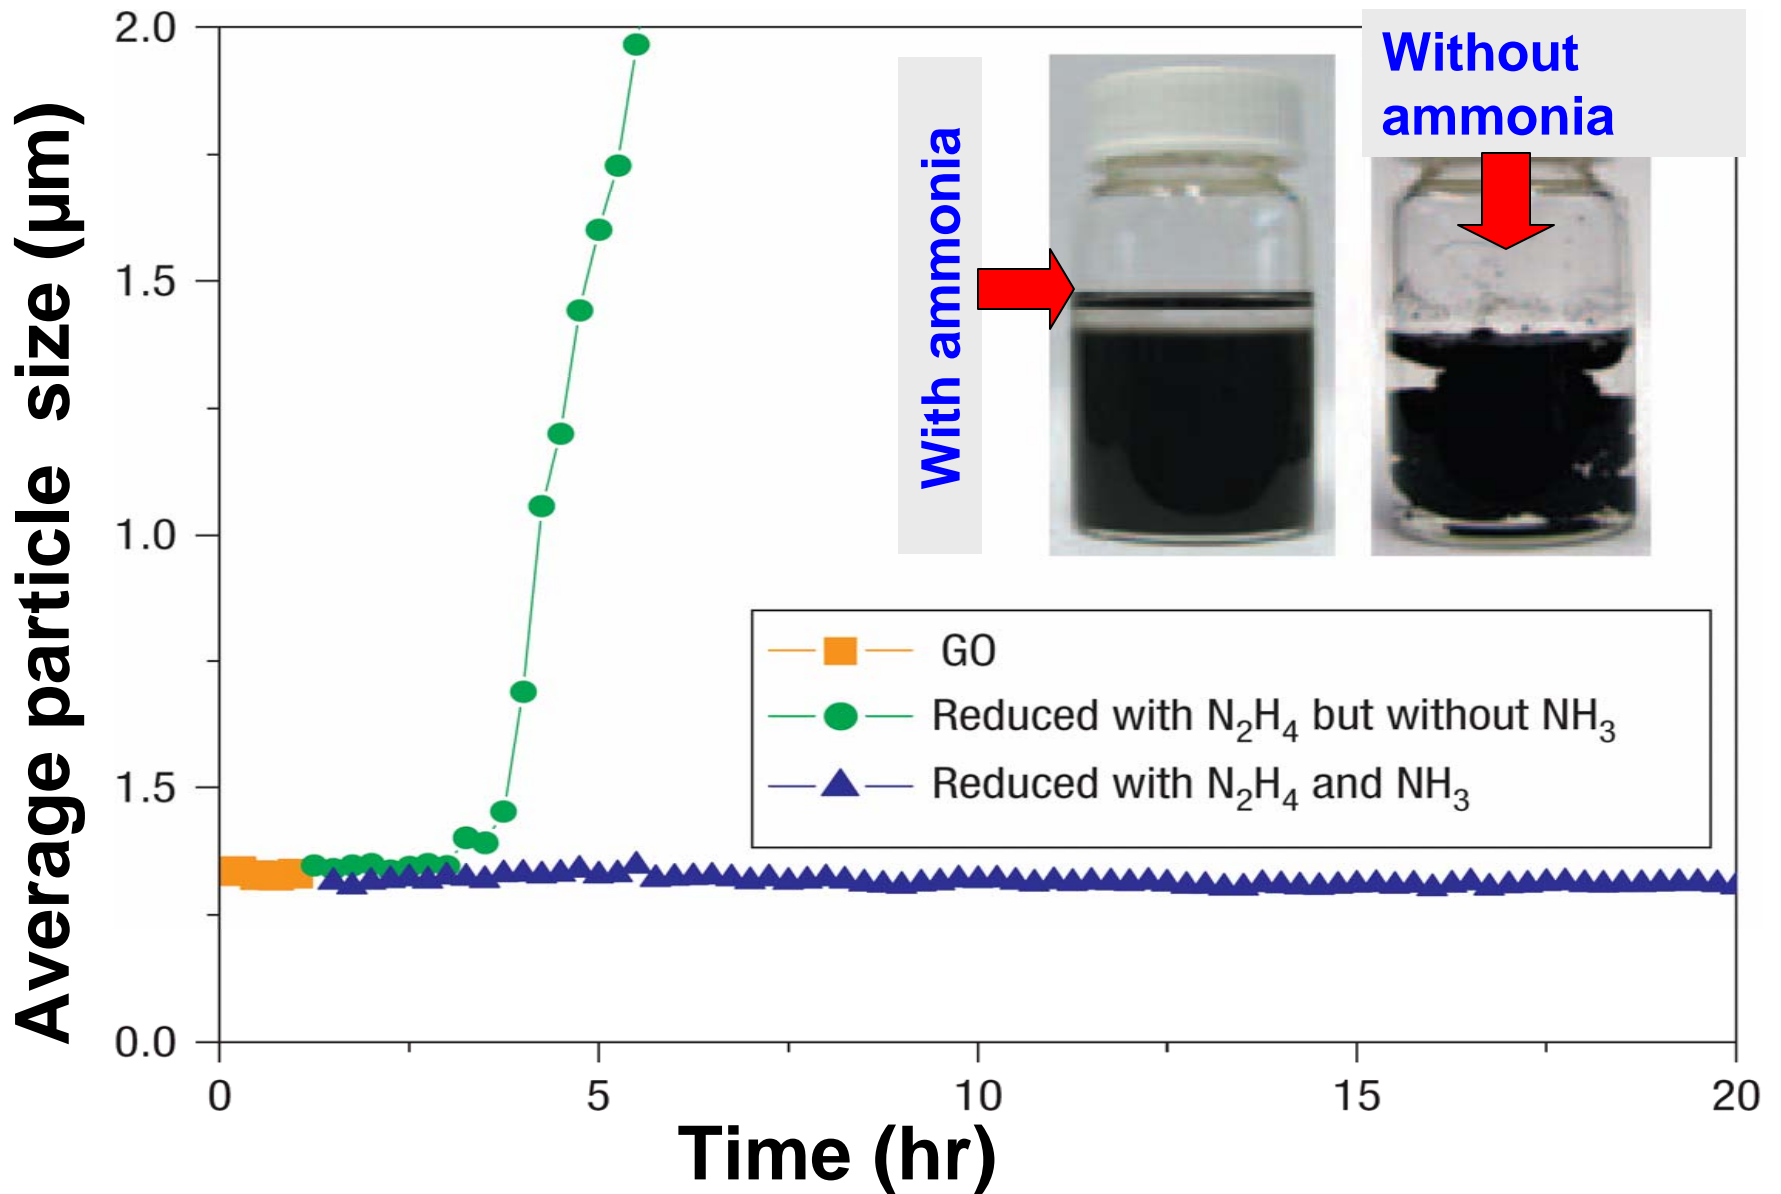 Average particle size (µm)
2.0
1.5
1.0
1.5
0.0
0
5
10
15
20
Time (hr)
With ammonia
Without
ammonia
GO
Reduced with N₂H₄ but without NH₃
Reduced with N₂H₄ and NH₃